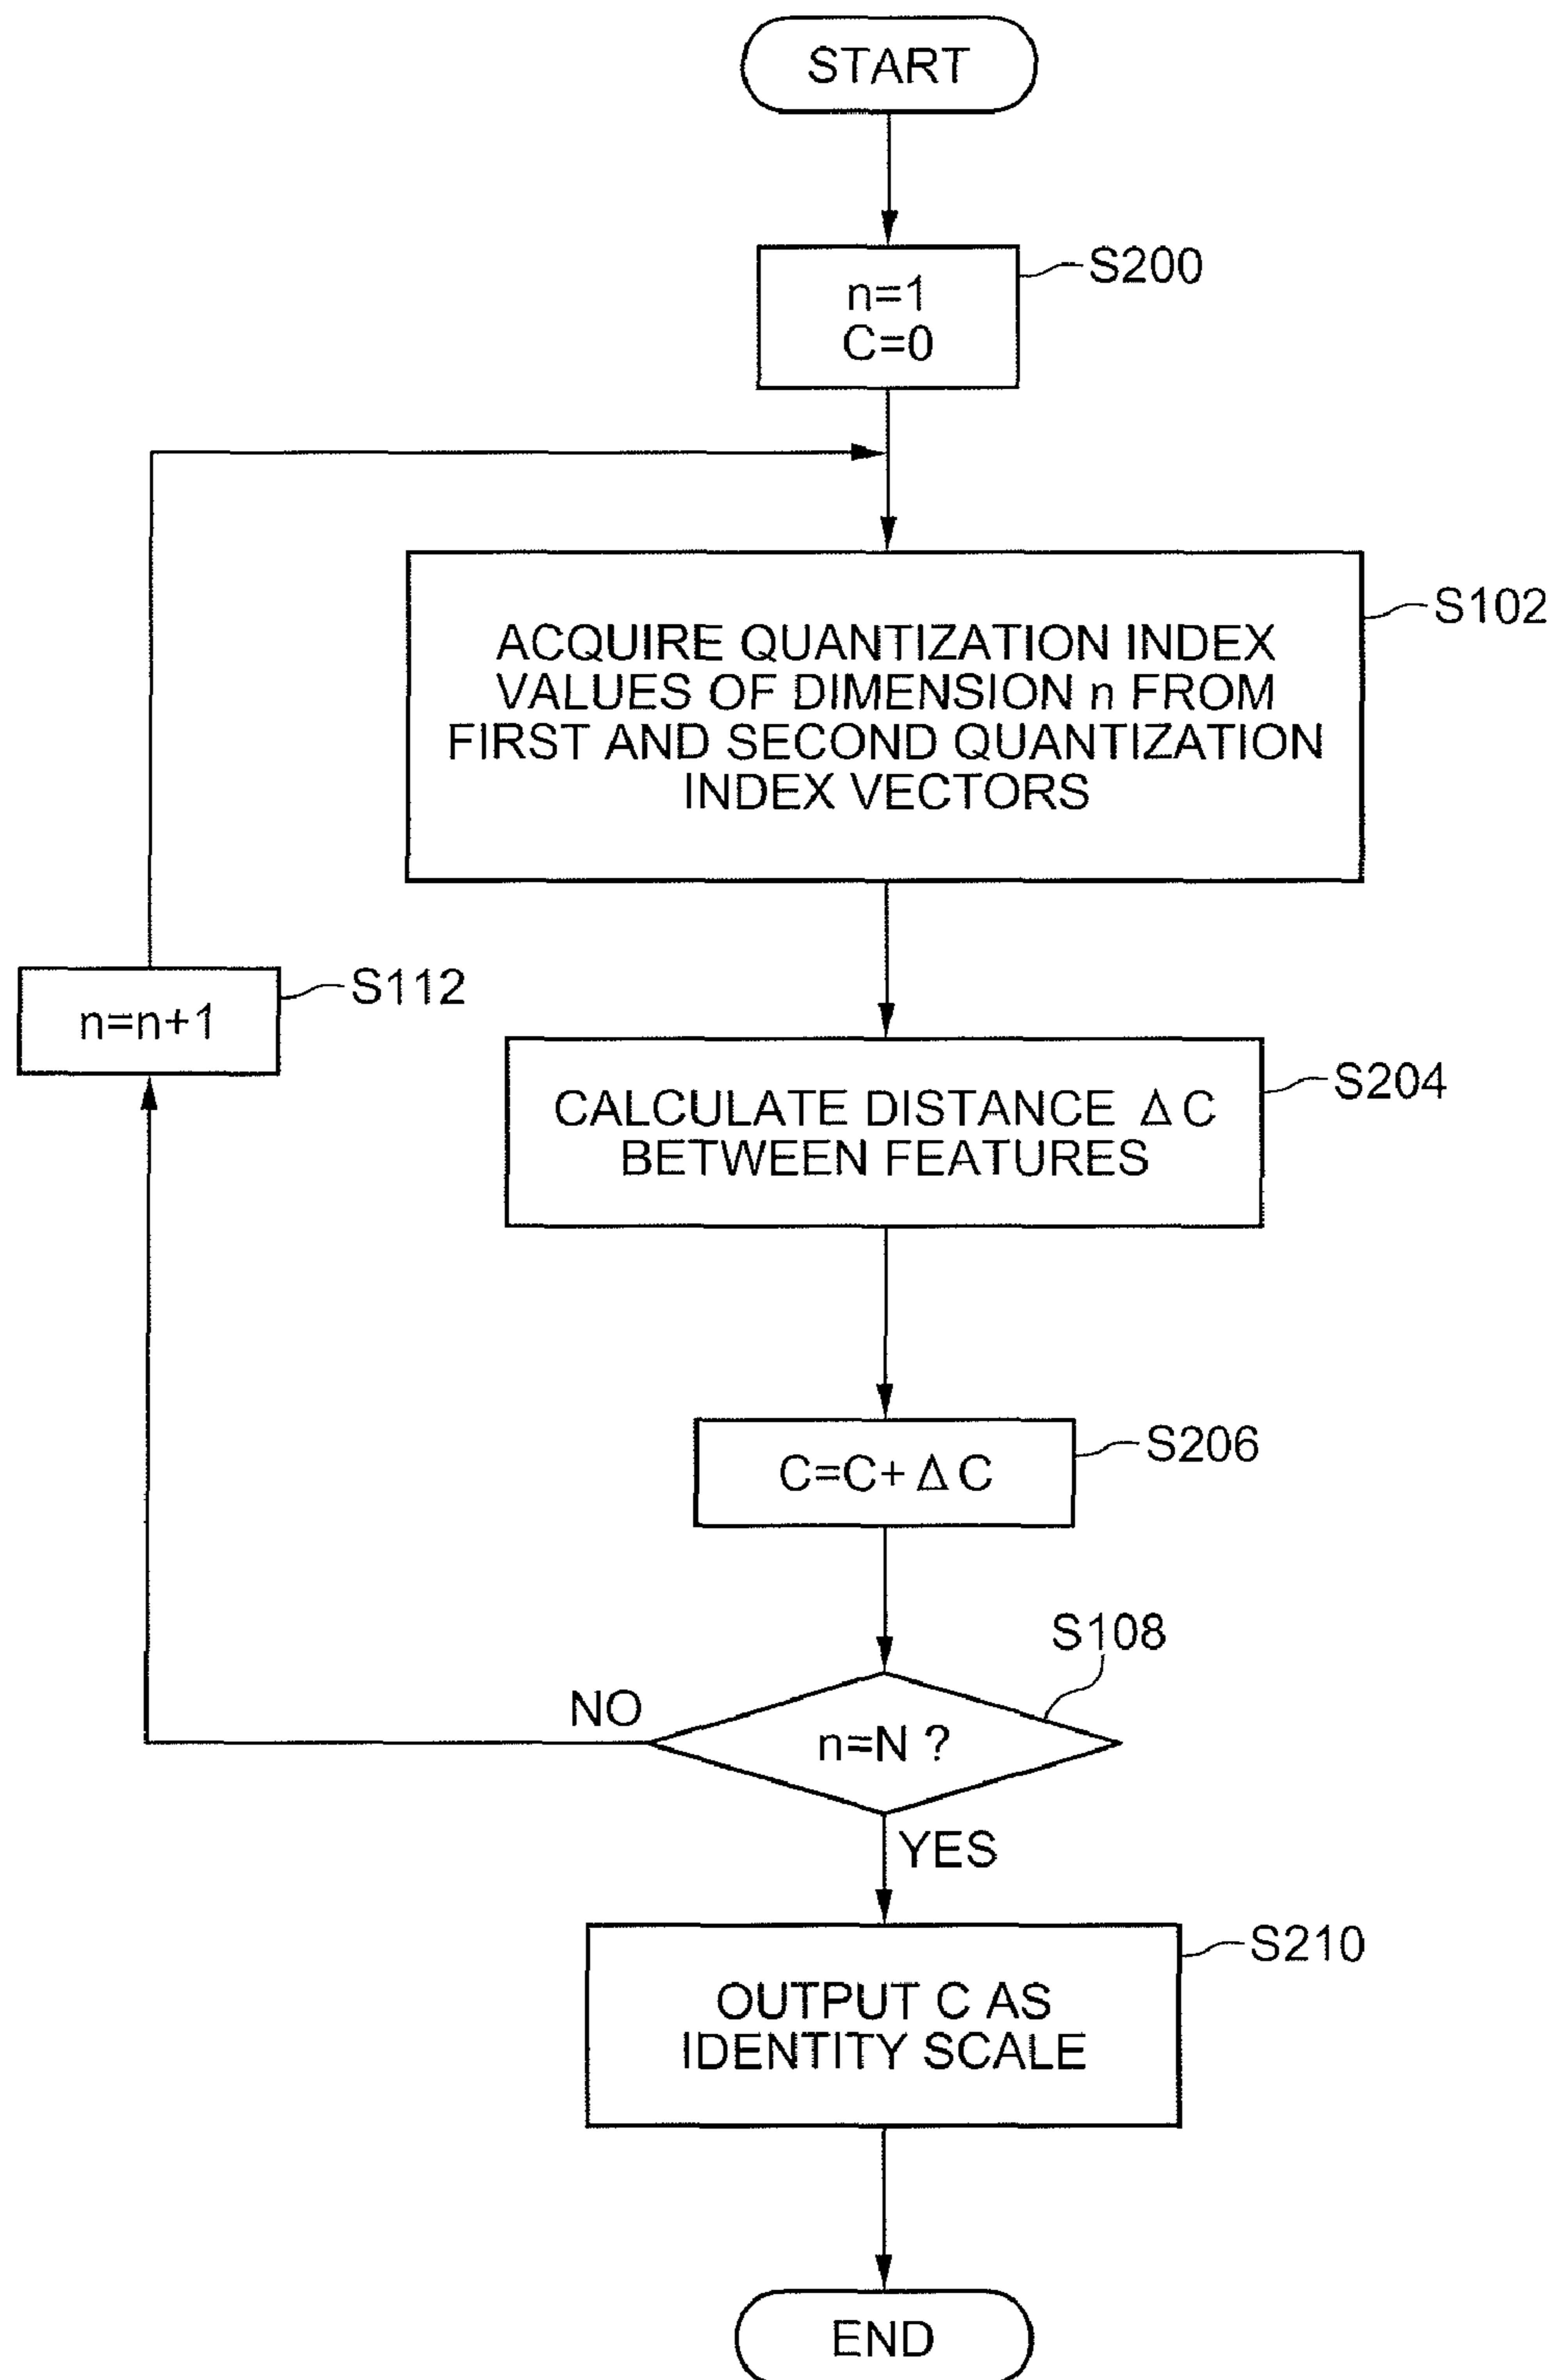 START
S200
n=1
C=0
S102
ACQUIRE QUANTIZATION INDEX
VALUES OF DIMENSION n FROM
FIRST AND SECOND QUANTIZATION
INDEX VECTORS
S112
n=n+1
S204
CALCULATE DISTANCE ΔC
BETWEEN FEATURES
S206
C=C+ΔC
S108
NO
n=N ?
YES
S210
OUTPUT C AS
IDENTITY SCALE
END